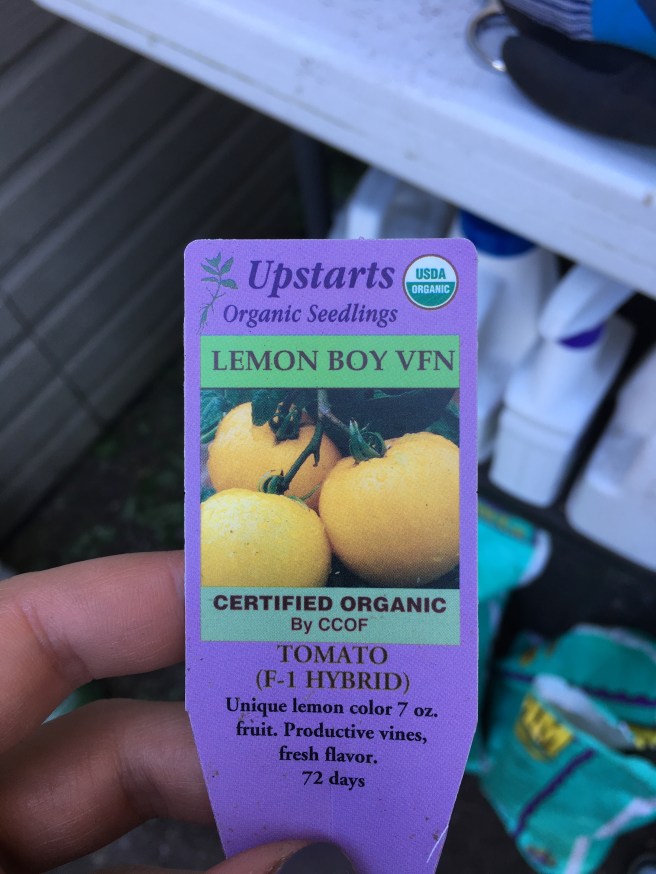 Upstarts
USDA
ORGANIC
Organic Seedlings
LEMON BOY VFN
CERTIFIED ORGANIC
By CCOF
TOMATO
(F-1 HYBRID)
Unique lemon color 7 oz.
fruit. Productive vines,
fresh flavor.
72 days